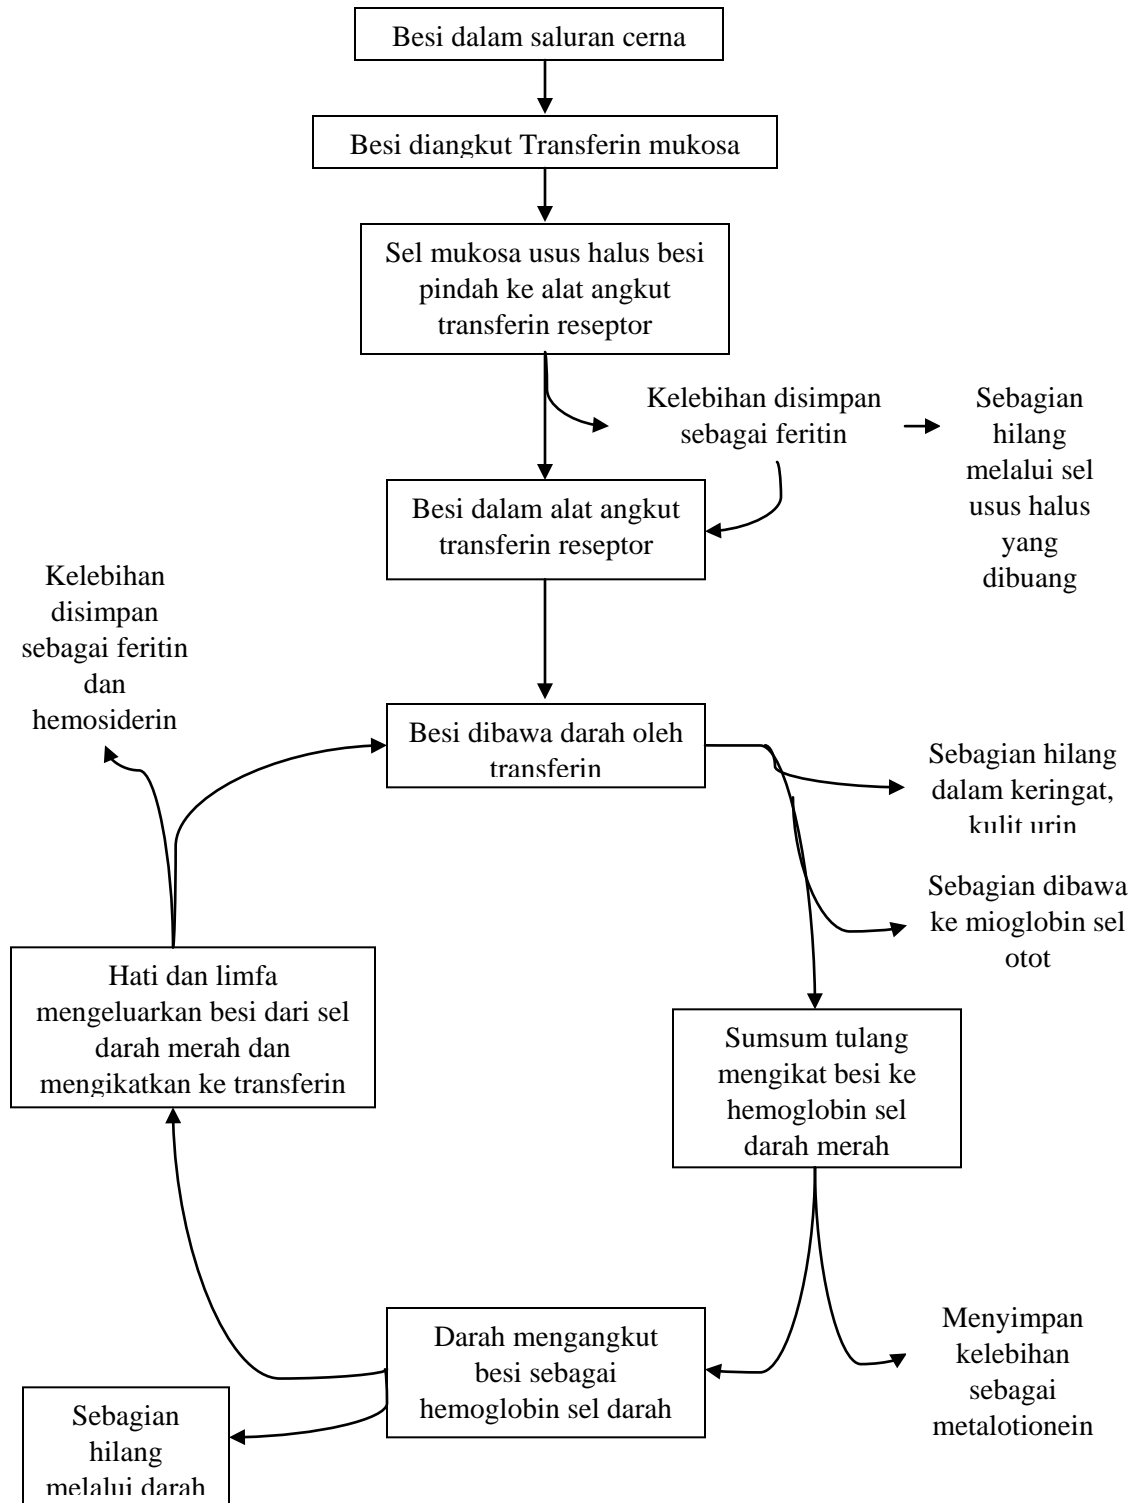 Besi dalam saluran cerna
Besi diangkut Transferin mukosa
Sel mukosa usus halus besi
pindah ke alat angkut
transferin reseptor
Kelebihan disimpan
sebagai feritin
Sebagian
hilang
melalui sel
usus halus
yang
dibuang
Besi dalam alat angkut
transferin reseptor
Kelebihan
disimpan
sebagai feritin
dan
hemosiderin
Besi dibawa darah oleh
transferin
Sebagian hilang
dalam keringat,
kulit urin
Sebagian dibawa
ke mioglobin sel
otot
Hati dan limfa
mengeluarkan besi dari sel
darah merah dan
mengikatkan ke transferin
Sumsum tulang
mengikat besi ke
hemoglobin sel
darah merah
Darah mengangkut
besi sebagai
hemoglobin sel darah
Menyimpan
kelebihan
sebagai
metalotionein
Sebagian
hilang
melalui darah